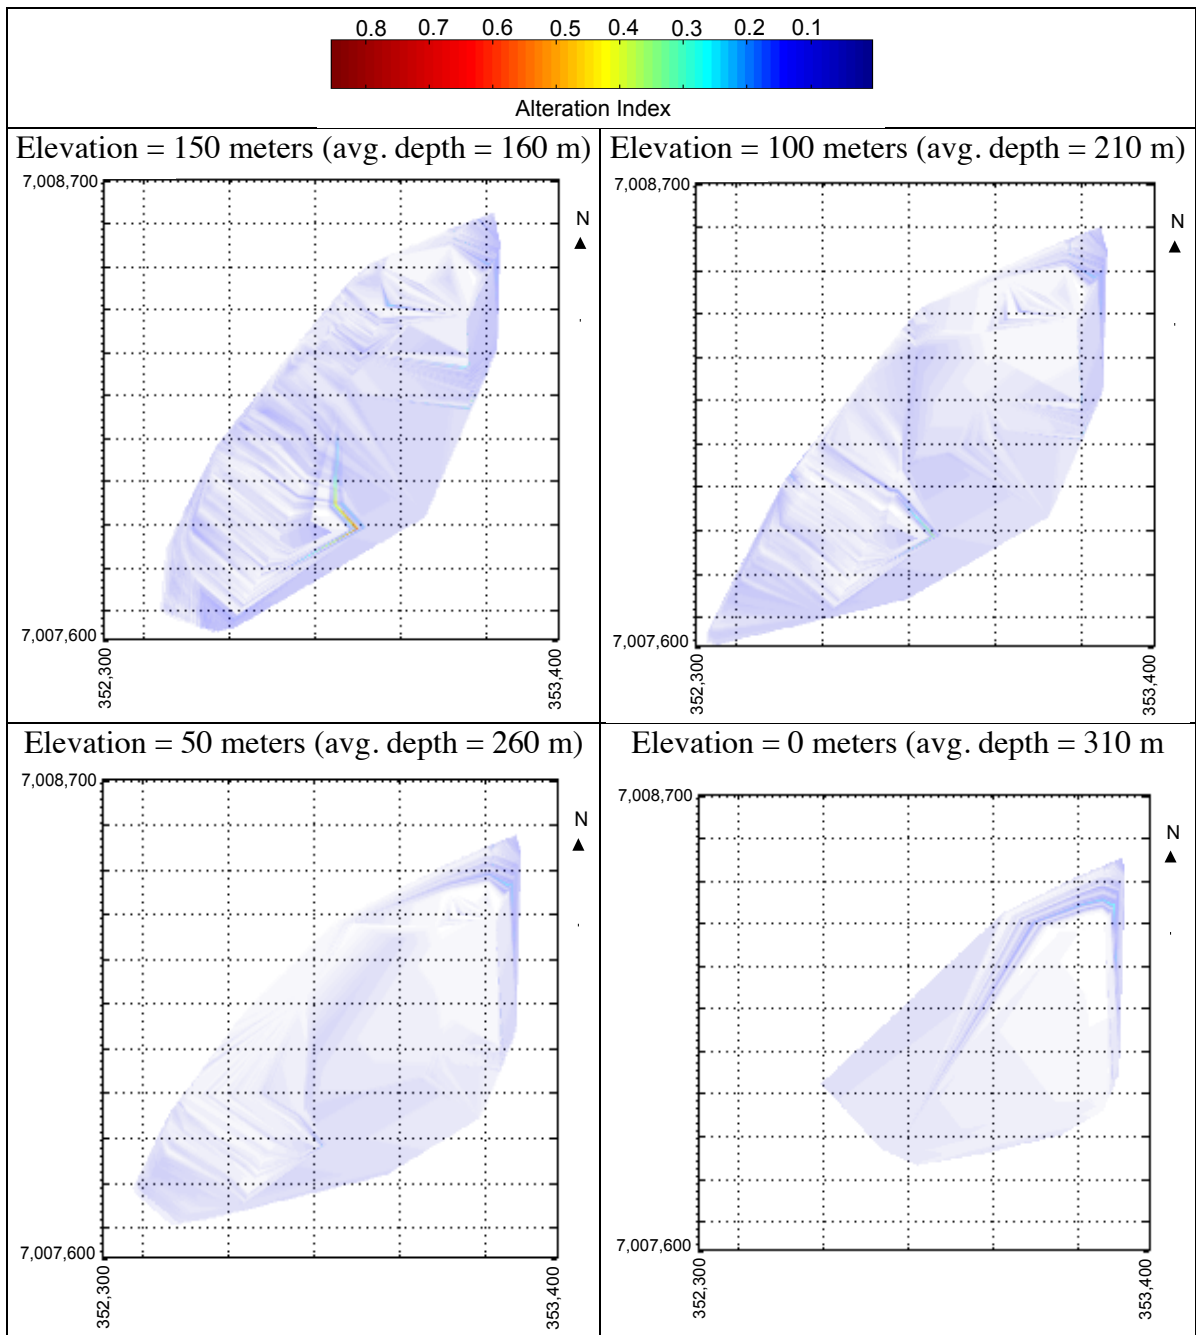 0.8 0.7 0.6 0.5 0.4 0.3 0.2 0.1
Alteration Index
Elevation = 150 meters (avg. depth = 160 m)
7,008,700
N
7,007,600
352,300
353,400
Elevation = 100 meters (avg. depth = 210 m)
7,008,700
N
7,007,600
352,300
353,400
Elevation = 50 meters (avg. depth = 260 m)
7,008,700
N
7,007,600
352,300
353,400
Elevation = 0 meters (avg. depth = 310 m
7,008,700
N
7,007,600
352,300
353,400